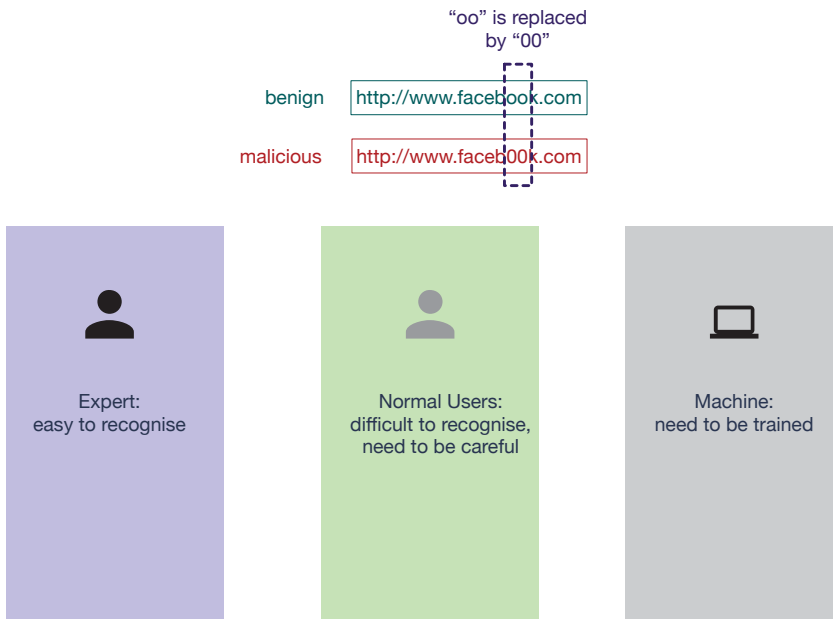 “oo” is replaced
by “00”
benign
http://www.facebook.com
malicious
http://www.faceb00k.com
Expert:
easy to recognise
Normal Users:
difficult to recognise,
need to be careful
Machine:
need to be trained